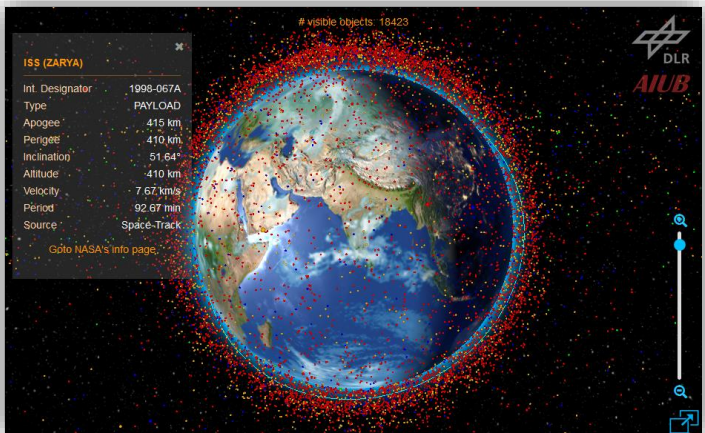 # visible objects: 18423
ISS (ZARYA)
Int. Designator 1998-067A
Type PAYLOAD
Apogee 415 km
Perigee 410 km
Inclination 51.64°
Altitude 410 km
Velocity 7.67 km/s
Period 92.67 min
Source Space-Track
Goto NASA's info page
DLR
AIUB